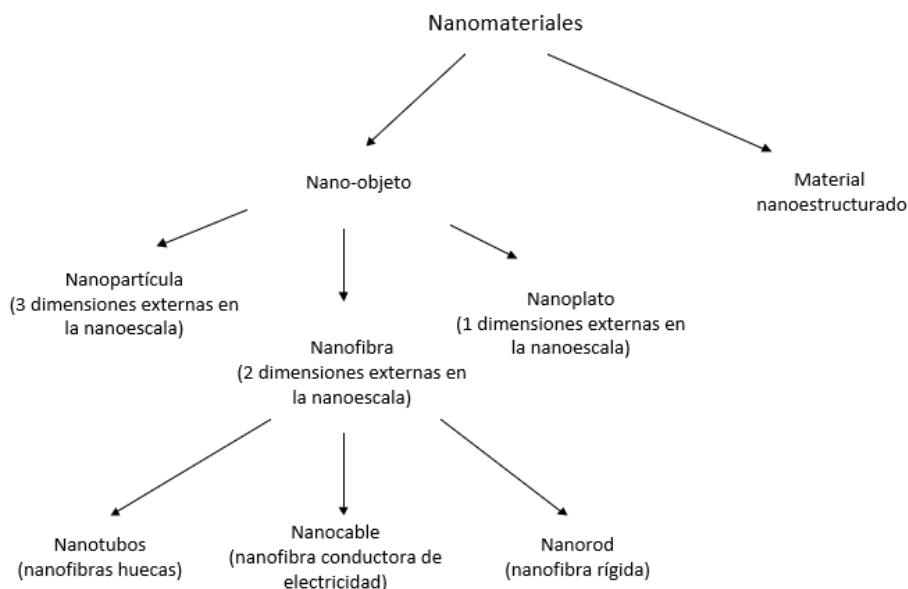 Nanomateriales
Nano-objeto
Material
nanoestructurado
Nanopartícula
(3 dimensiones externas en
la nanoescala)
Nanofibra
(2 dimensiones externas en
la nanoescala)
Nanoplato
(1 dimensiones externas en
la nanoescala)
Nanotubos
(nanofibras huecas)
Nanocable
(nanofibra conductora de
electricidad)
Nanorod
(nanofibra rígida)